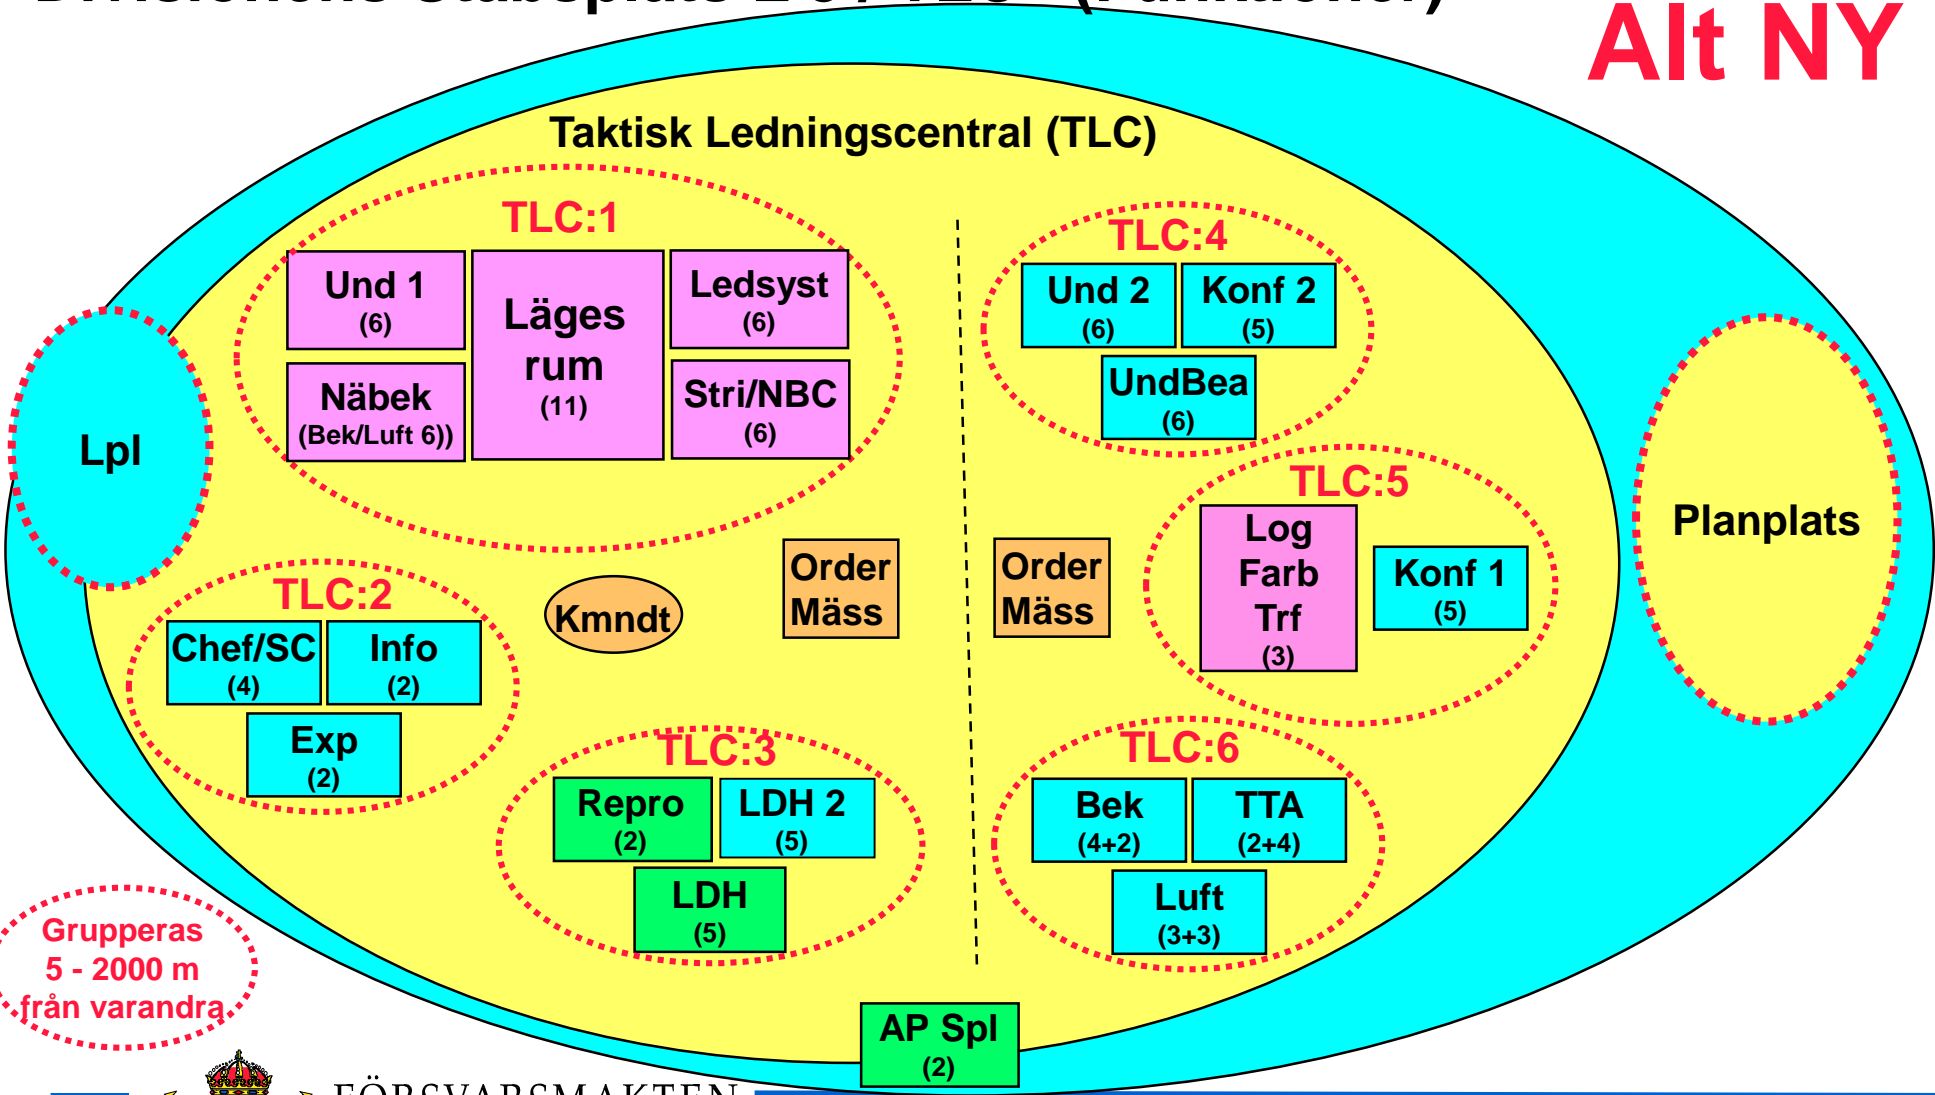 Alt NY
Taktisk Ledningscentral (TLC)
TLC:1
Und 1
(6)
Läges
rum
(11)
Ledsyst
(6)
Näbek
(Bek/Luft 6))
Stri/NBC
(6)
TLC:4
Und 2
(6)
Konf 2
(5)
UndBea
(6)
Lpl
TLC:5
Log
Farb
Trf
(3)
Konf 1
(5)
Planplats
Order
Mäss
Order
Mäss
Kmndt
TLC:2
Chef/SC
(4)
Info
(2)
Exp
(2)
TLC:3
Repro
(2)
LDH 2
(5)
LDH
(5)
TLC:6
Bek
(4+2)
TTA
(2+4)
Luft
(3+3)
Grupperas
5 - 2000 m
från varandra
AP Spl
(2)
FÖRSVARSMAKTEN